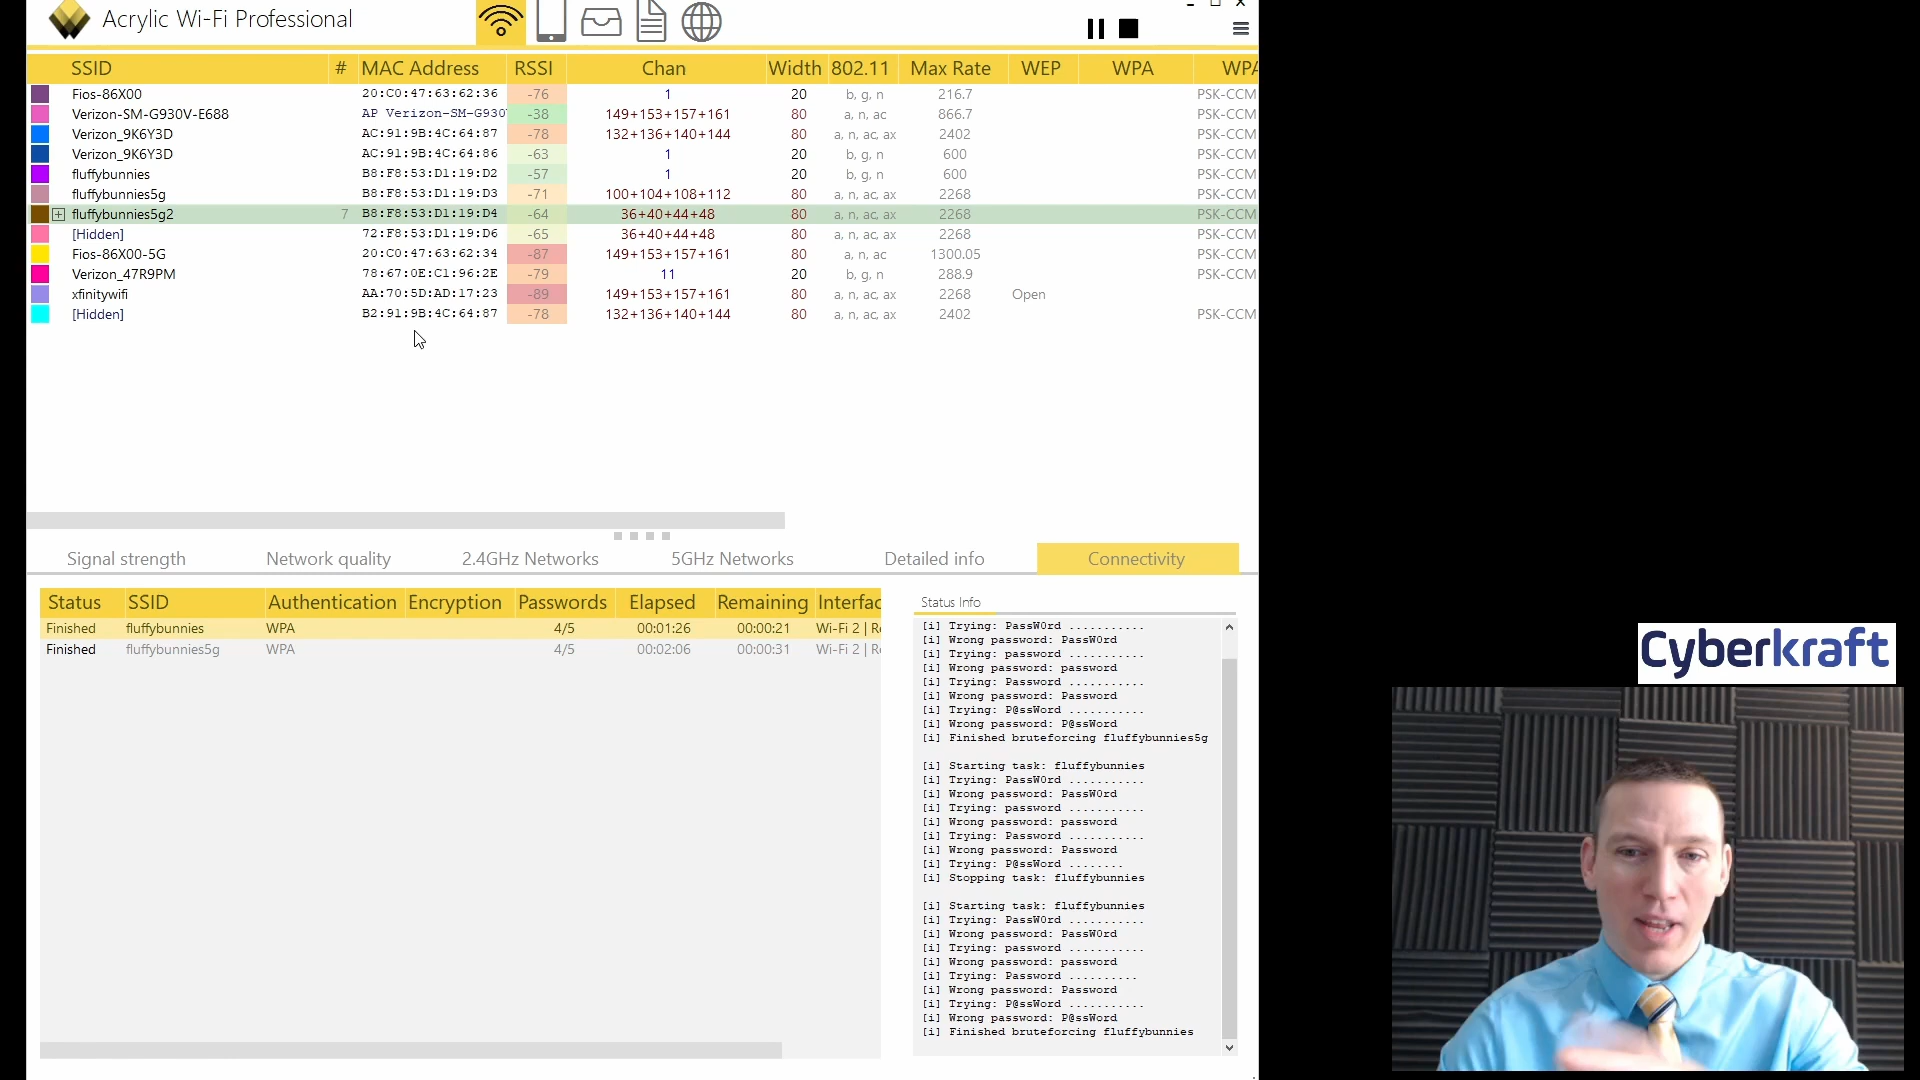 Acrylic Wi-Fi Professional
SSID # MAC Address RSSI Chan Width 802.11 Max Rate WEP WPA WPA
Fios-86X00 20:C0:47:63:62:36 -76 1 20 b, g, n 216.7 PSK-CCM
Verizon-SM-G930V-E688 AP Verizon-SM-G930 -38 149+153+157+161 80 a, n, ac 866.7 PSK-CCM
Verizon_9K6Y3D AC:91:9B:4C:64:87 -78 132+136+140+144 80 a, n, ac, ax 2402 PSK-CCM
Verizon_9K6Y3D AC:91:9B:4C:64:86 -63 1 20 b, g, n 600 PSK-CCM
fluffybunnies B8:F8:53:D1:19:D2 -57 1 20 b, g, n 600 PSK-CCM
fluffybunnies5g B8:F8:53:D1:19:D3 -71 100+104+108+112 80 a, n, ac, ax 2268 PSK-CCM
fluffybunnies5g2 7 B8:F8:53:D1:19:D4 -64 36+40+44+48 80 a, n, ac, ax 2268 PSK-CCM
[Hidden] 72:F8:53:D1:19:D6 -65 36+40+44+48 80 a, n, ac, ax 2268 PSK-CCM
Fios-86X00-5G 20:C0:47:63:62:34 -87 149+153+157+161 80 a, n, ac 1300.05 PSK-CCM
Verizon_47R9PM 78:67:0E:C1:96:2E -79 11 20 b, g, n 288.9 PSK-CCM
xfinitywifi AA:70:5D:AD:17:23 -89 149+153+157+161 80 a, n, ac, ax 2268 Open
[Hidden] B2:91:9B:4C:64:87 -78 132+136+140+144 80 a, n, ac, ax 2402 PSK-CCM
Signal strength Network quality 2.4GHz Networks 5GHz Networks Detailed info Connectivity
Status SSID Authentication Encryption Passwords Elapsed Remaining Interfac
Finished fluffybunnies WPA 4/5 00:01:26 00:00:21 Wi-Fi 2 | R
Finished fluffybunnies5g WPA 4/5 00:02:06 00:00:31 Wi-Fi 2 | R
Status Info
[i] Trying: PassW0rd ...........
[i] Wrong password: PassW0rd
[i] Trying: password ...........
[i] Wrong password: password
[i] Trying: Password ...........
[i] Wrong password: Password
[i] Trying: P@ssWord ...........
[i] Wrong password: P@ssWord
[i] Finished bruteforcing fluffybunnies5g
[i] Starting task: fluffybunnies
[i] Trying: PassW0rd ...........
[i] Wrong password: PassW0rd
[i] Trying: password ...........
[i] Wrong password: password
[i] Trying: Password ...........
[i] Wrong password: Password
[i] Trying: P@ssWord ........
[i] Stopping task: fluffybunnies
[i] Starting task: fluffybunnies
[i] Trying: PassW0rd ...........
[i] Wrong password: PassW0rd
[i] Trying: password ...........
[i] Wrong password: password
[i] Trying: Password ..........
[i] Wrong password: Password
[i] Trying: P@ssWord ...........
[i] Wrong password: P@ssWord
[i] Finished bruteforcing fluffybunnies
Cyberkraft